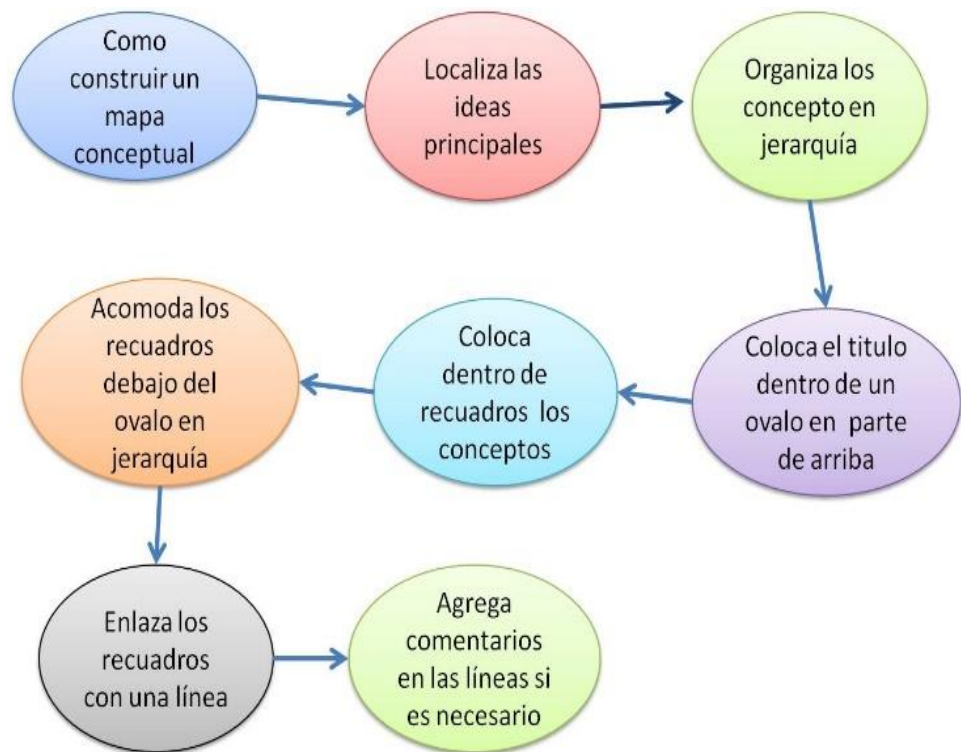 Como
construir un
mapa
conceptual
Localiza las
ideas
principales
Organiza los
concepto en
jerarquía
Coloca el titulo
dentro de un
ovalo en parte
de arriba
Coloca
dentro de
recuadros los
conceptos
Acomoda los
recuadros
debajo del
ovalo en
jerarquía
Enlaza los
recuadros
con una línea
Agrega
comentarios
en las líneas si
es necesario